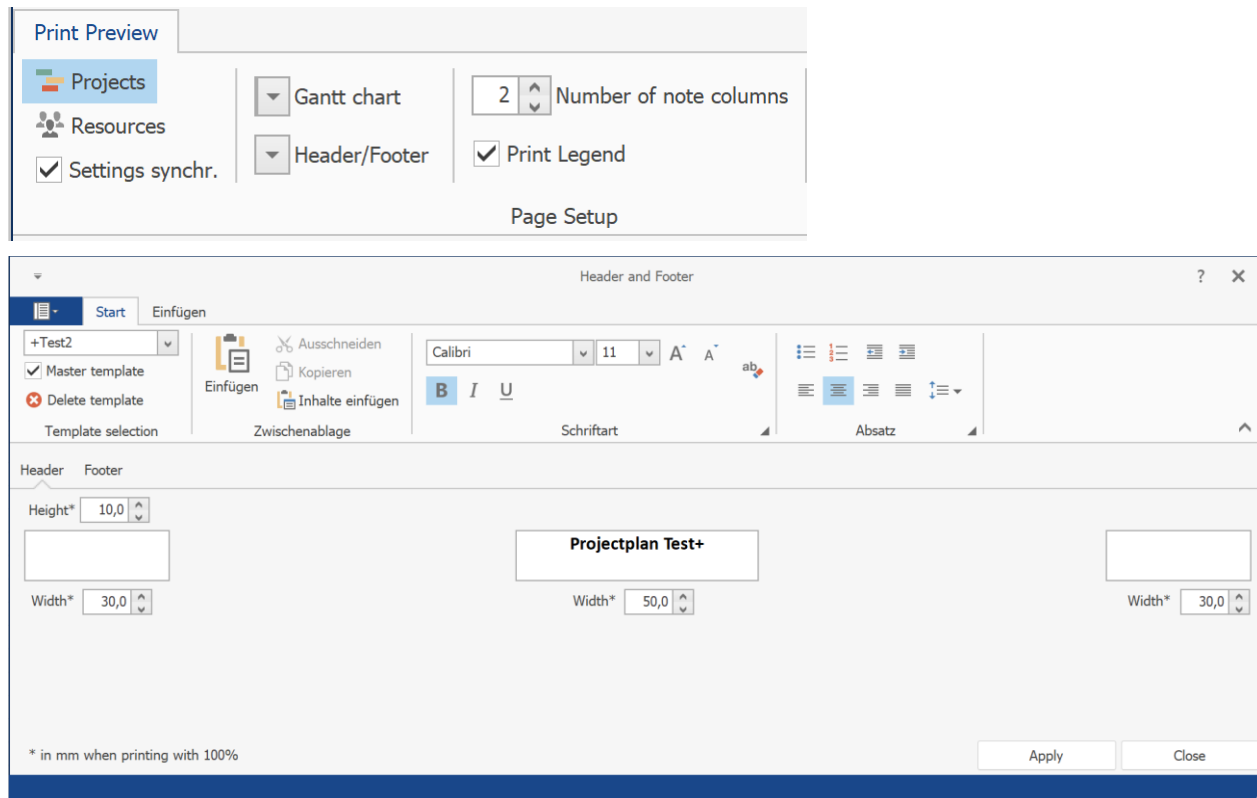 Print Preview
Projects
Resources
Settings synchr.
Gantt chart
Header/Footer
2 Number of note columns
Print Legend
Page Setup
Header and Footer ?
Start Einfügen
+Test2
Master template
Delete template
Template selection
Einfügen
Ausschneiden
Kopieren
Inhalte einfügen
Zwischenablage
Calibri 11 A A ab
B I U
Schriftart
Absatz
Header Footer
Height* 10,0
Projectplan Test+
Width* 30,0 Width* 50,0 Width* 30,0
* in mm when printing with 100% Apply Close